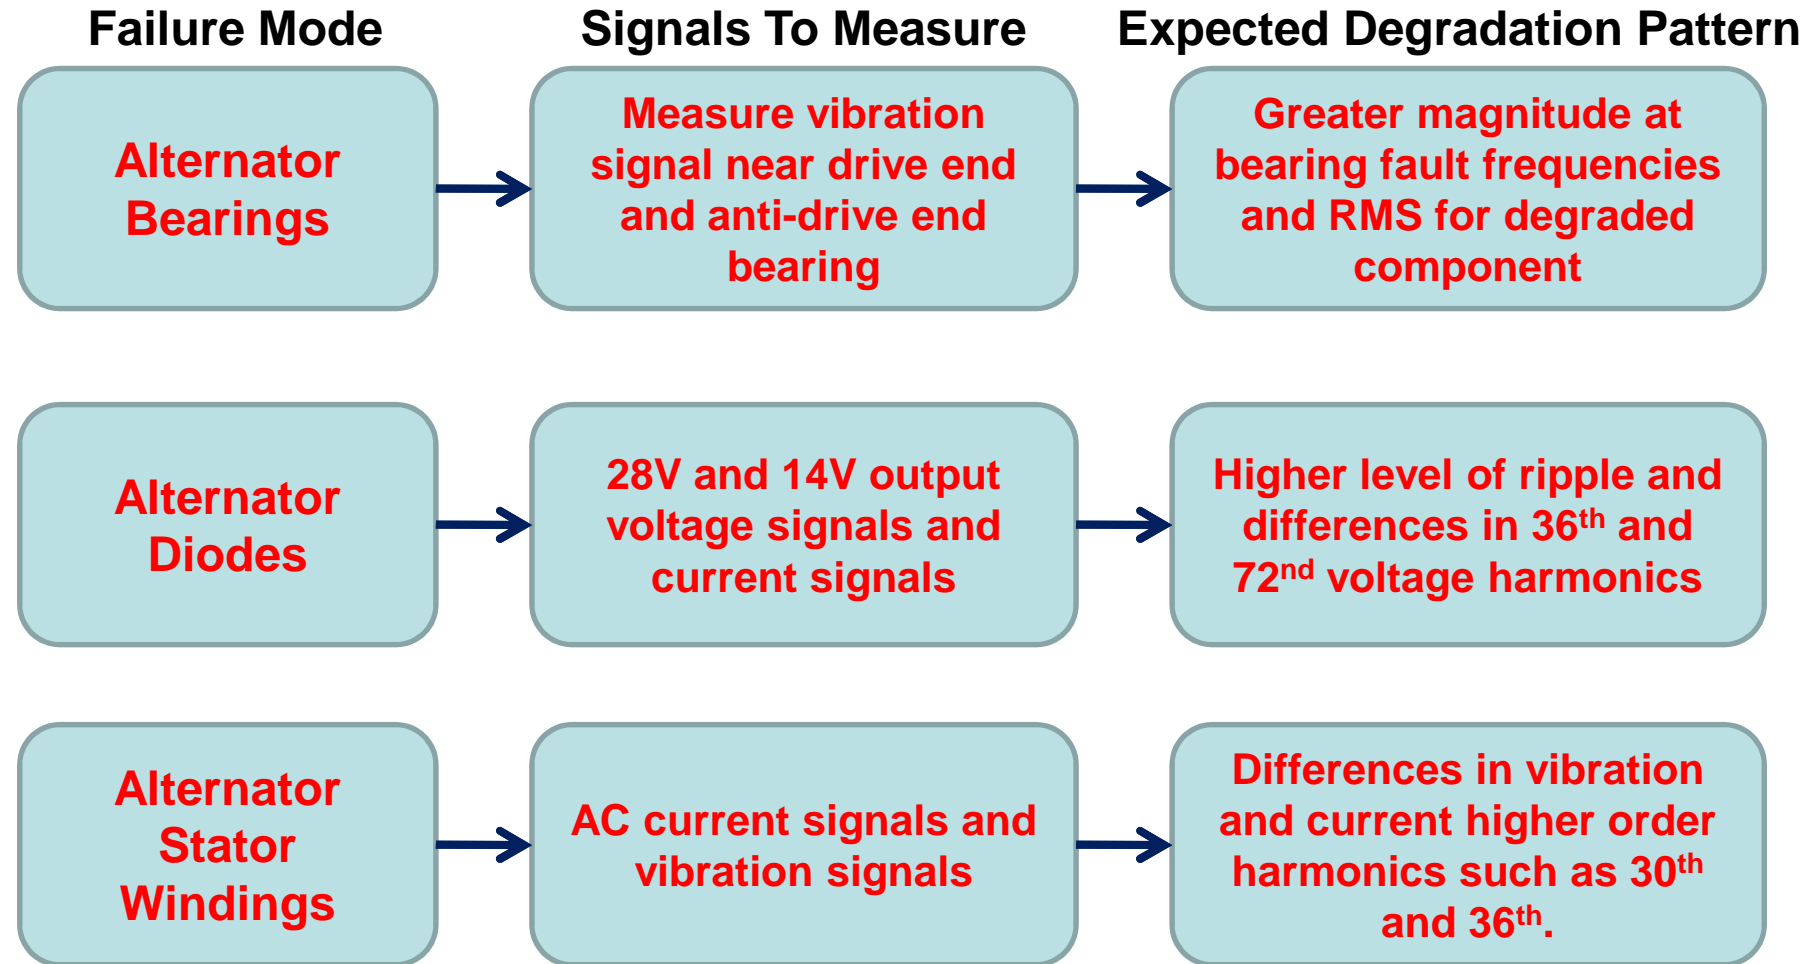 Failure Mode
Signals To Measure
Expected Degradation Pattern
Alternator
Bearings
Measure vibration
signal near drive end
and anti-drive end
bearing
Greater magnitude at
bearing fault frequencies
and RMS for degraded
component
Alternator
Diodes
28V and 14V output
voltage signals and
current signals
Higher level of ripple and
differences in 36th and
72nd voltage harmonics
Alternator
Stator
Windings
AC current signals and
vibration signals
Differences in vibration
and current higher order
harmonics such as 30th
and 36th.